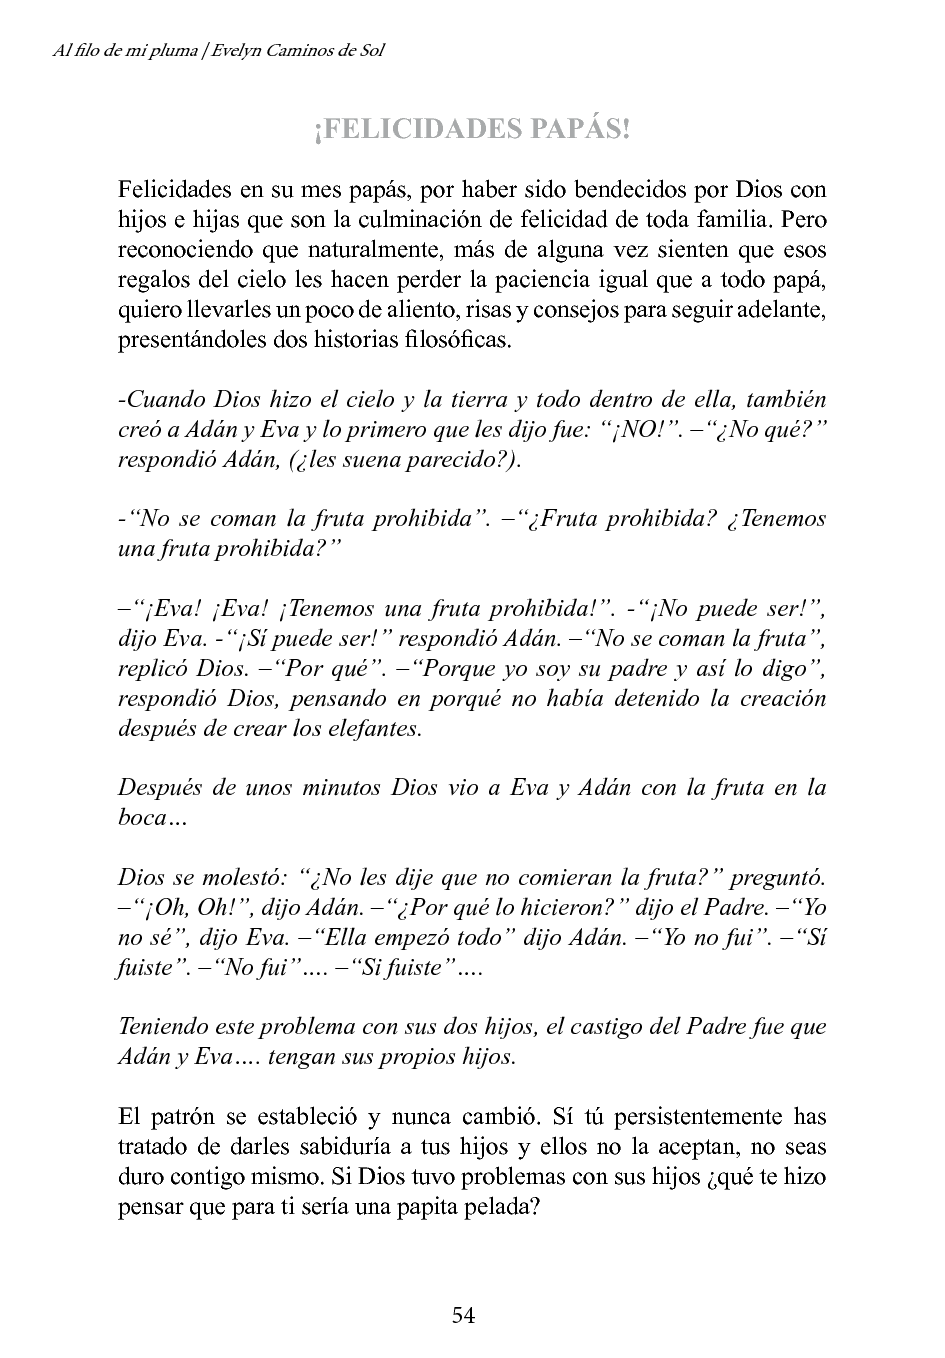 Al filo de mi pluma | Evelyn Caminos de Sol
¡FELICIDADES PAPÁS!
Felicidades en su mes papás, por haber sido bendecidos por Dios con
hijos e hijas que son la culminación de felicidad de toda familia. Pero
reconociendo que naturalmente, más de alguna vez sienten que esos
regalos del cielo les hacen perder la paciencia igual que a todo papá,
quiero llevarles un poco de aliento, risas y consejos para seguir adelante,
presentándoles dos historias filosóficas.
-Cuando Dios hizo el cielo y la tierra y todo dentro de ella, también
creó a Adán y Eva y lo primero que les dijo fue: “¡NO!”. –“¿No qué?”
respondió Adán, (¿les suena parecido?).
-“No se coman la fruta prohibida”. –“¿Fruta prohibida? ¿Tenemos
una fruta prohibida?”
–“¡Eva! ¡Eva! ¡Tenemos una fruta prohibida!”. -“¡No puede ser!”,
dijo Eva. -“¡Sí puede ser!” respondió Adán. –“No se coman la fruta”,
replicó Dios. –“Por qué”. –“Porque yo soy su padre y así lo digo”,
respondió Dios, pensando en porqué no había detenido la creación
después de crear los elefantes.
Después de unos minutos Dios vio a Eva y Adán con la fruta en la
boca…
Dios se molestó: “¿No les dije que no comieran la fruta?” preguntó.
–“¡Oh, Oh!”, dijo Adán. –“¿Por qué lo hicieron?” dijo el Padre. –“Yo
no sé”, dijo Eva. –“Ella empezó todo” dijo Adán. –“Yo no fui”. –“Sí
fuiste”. –“No fui”…. –“Si fuiste”….
Teniendo este problema con sus dos hijos, el castigo del Padre fue que
Adán y Eva…. tengan sus propios hijos.
El patrón se estableció y nunca cambió. Sí tú persistentemente has
tratado de darles sabiduría a tus hijos y ellos no la aceptan, no seas
duro contigo mismo. Si Dios tuvo problemas con sus hijos ¿qué te hizo
pensar que para ti sería una papita pelada?
54